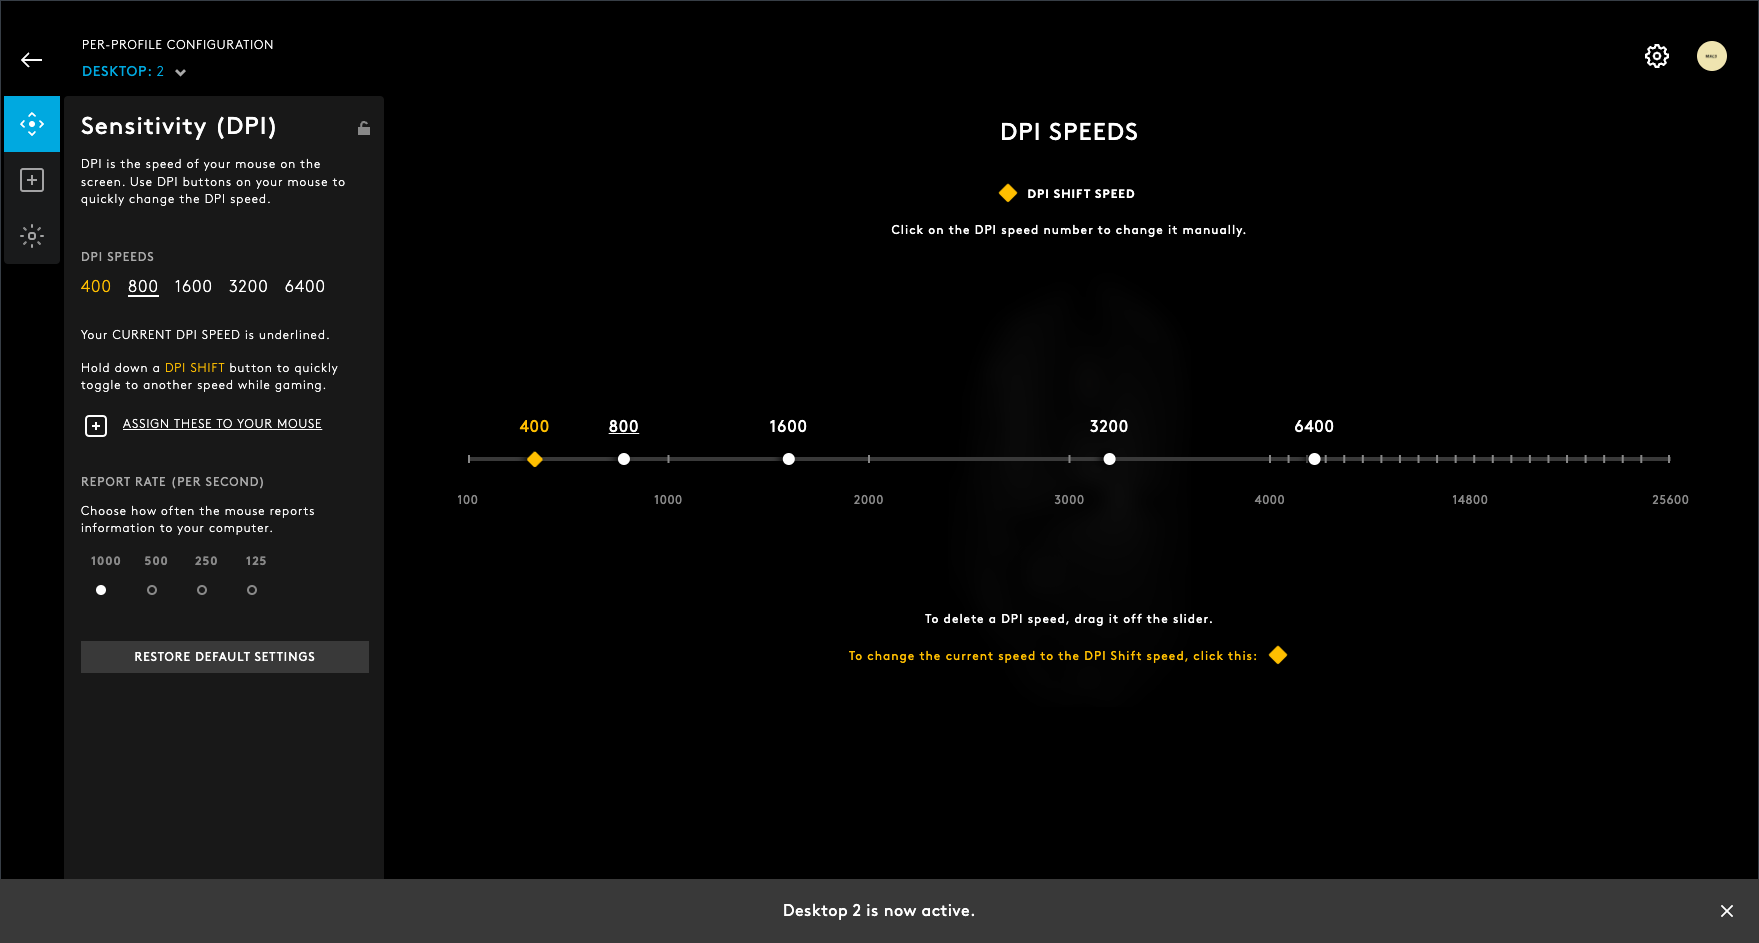 PER-PROFILE CONFIGURATION
DESKTOP: 2
Sensitivity (DPI)
DPI is the speed of your mouse on the
screen. Use DPI buttons on your mouse to
quickly change the DPI speed.
DPI SPEEDS
400 800 1600 3200 6400
Your CURRENT DPI SPEED is underlined.
Hold down a DPI SHIFT button to quickly
toggle to another speed while gaming.
ASSIGN THESE TO YOUR MOUSE
REPORT RATE (PER SECOND)
Choose how often the mouse reports
information to your computer.
1000 500 250 125
RESTORE DEFAULT SETTINGS
DPI SPEEDS
DPI SHIFT SPEED
Click on the DPI speed number to change it manually.
400 800 1600 3200 6400
100 1000 2000 3000 4000 14800 25600
To delete a DPI speed, drag it off the slider.
To change the current speed to the DPI Shift speed, click this:
Desktop 2 is now active.